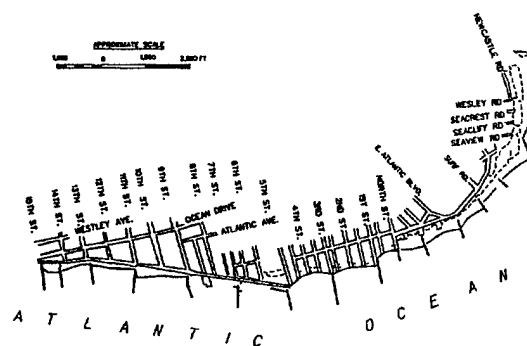 APPROXIMATE SCALE
1,000 0 1,000 2,000 FT
NEWCASTLE RD
WESLEY RD
SEACREST RD
SEACLIFF RD
SEAVIEW RD
SURF RD.
E. ATLANTIC BLVD.
NORTH ST.
1ST ST.
2ND ST.
3RD ST.
4TH ST.
5TH ST.
6TH ST.
7TH ST.
8TH ST.
9TH ST.
10TH ST.
11TH ST.
12TH ST.
13TH ST.
14TH ST.
15TH ST.
WESTLEY AVE.
OCEAN DRIVE
ATLANTIC AVE.
ATLANTIC OCEAN